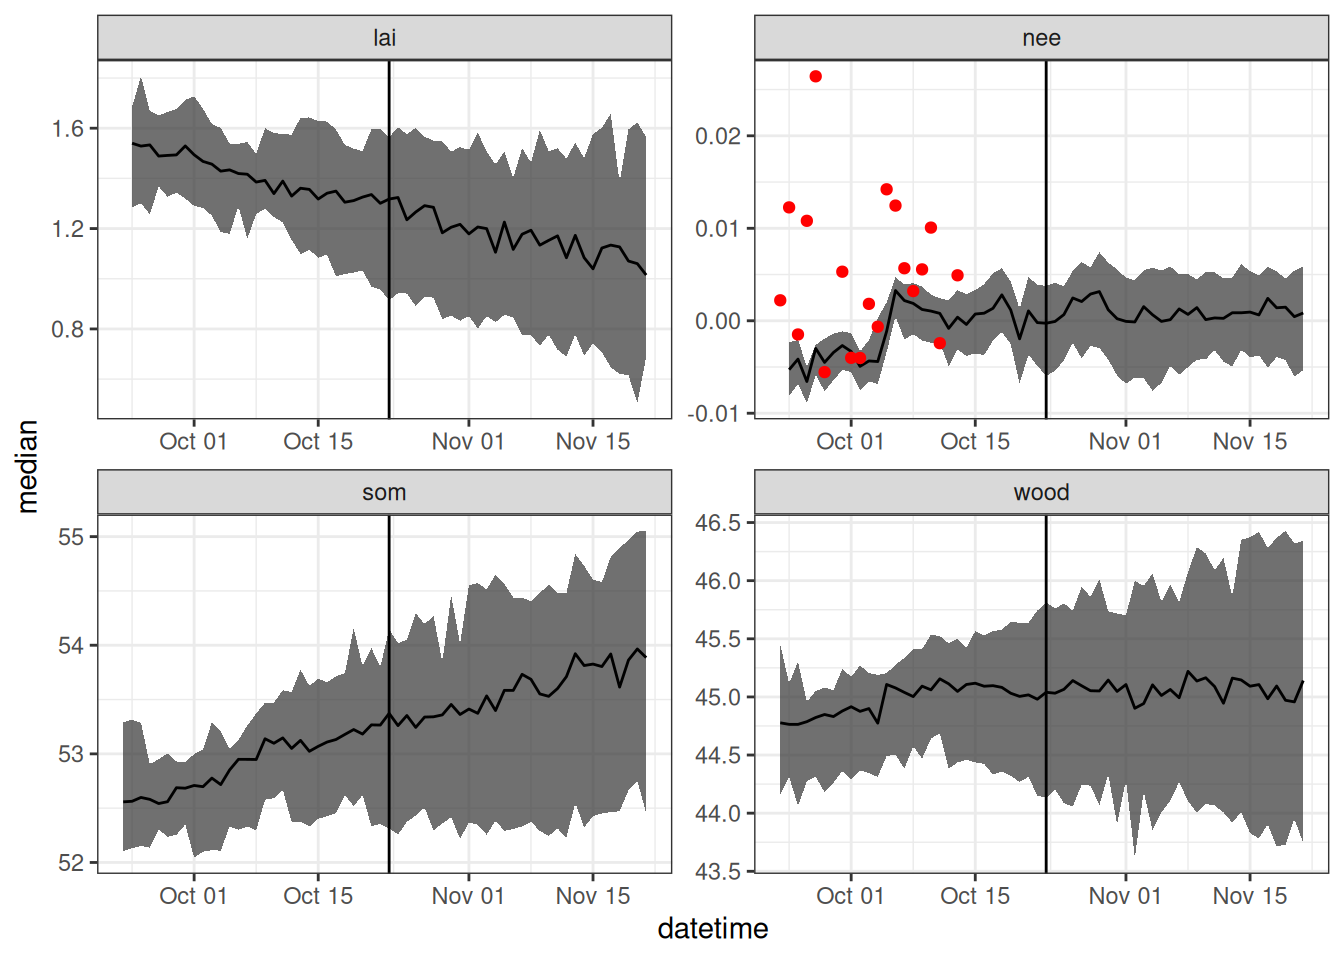 lai
nee
1.6
1.2
0.8
0.02
0.01
0.00
-0.01
Oct 01 Oct 15 Nov 01 Nov 15
Oct 01 Oct 15 Nov 01 Nov 15
median
som
wood
55
54
53
52
46.5
46.0
45.5
45.0
44.5
44.0
43.5
Oct 01 Oct 15 Nov 01 Nov 15
Oct 01 Oct 15 Nov 01 Nov 15
datetime